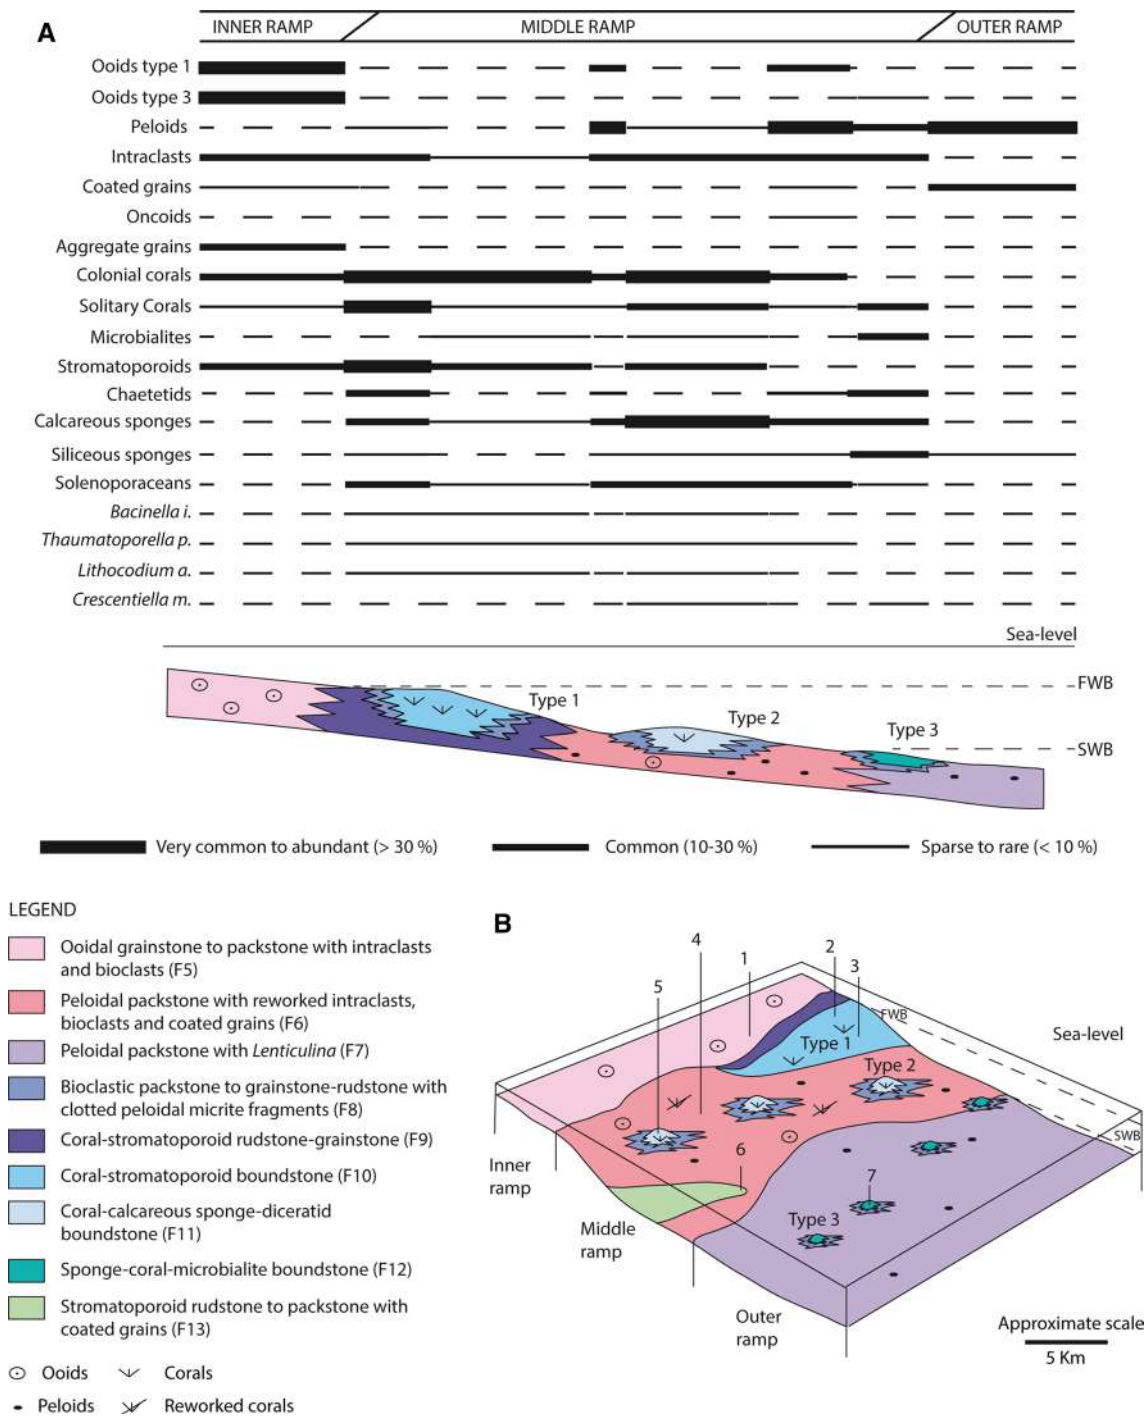 A
INNER RAMP MIDDLE RAMP OUTER RAMP
Ooids type 1
Ooids type 3
Peloids
Intraclasts
Coated grains
Oncoids
Aggregate grains
Colonial corals
Solitary Corals
Microbialites
Stromatoporoids
Chaetetids
Calcareous sponges
Siliceous sponges
Solenoporaceans
Bacinella i.
Thaumatoporella p.
Lithocodium a.
Crescentiella m.
Sea-level
FWB
Type 1
Type 2
Type 3
SWB
Very common to abundant (> 30 %) Common (10-30 %) Sparse to rare (< 10 %)
LEGEND
Ooidal grainstone to packstone with intraclasts
and bioclasts (F5)
Peloidal packstone with reworked intraclasts,
bioclasts and coated grains (F6)
Peloidal packstone with Lenticulina (F7)
Bioclastic packstone to grainstone-rudstone with
clotted peloidal micrite fragments (F8)
Coral-stromatoporoid rudstone-grainstone (F9)
Coral-stromatoporoid boundstone (F10)
Coral-calcareous sponge-diceratid
boundstone (F11)
Sponge-coral-microbialite boundstone (F12)
Stromatoporoid rudstone to packstone with
coated grains (F13)
Ooids Corals
Peloids Reworked corals
B
4
2
1
3
5
FWB
Sea-level
Type 1
Type 2
SWB
6
Inner
ramp
7
Type 3
Middle
ramp
Outer
ramp
Approximate scale
5 Km